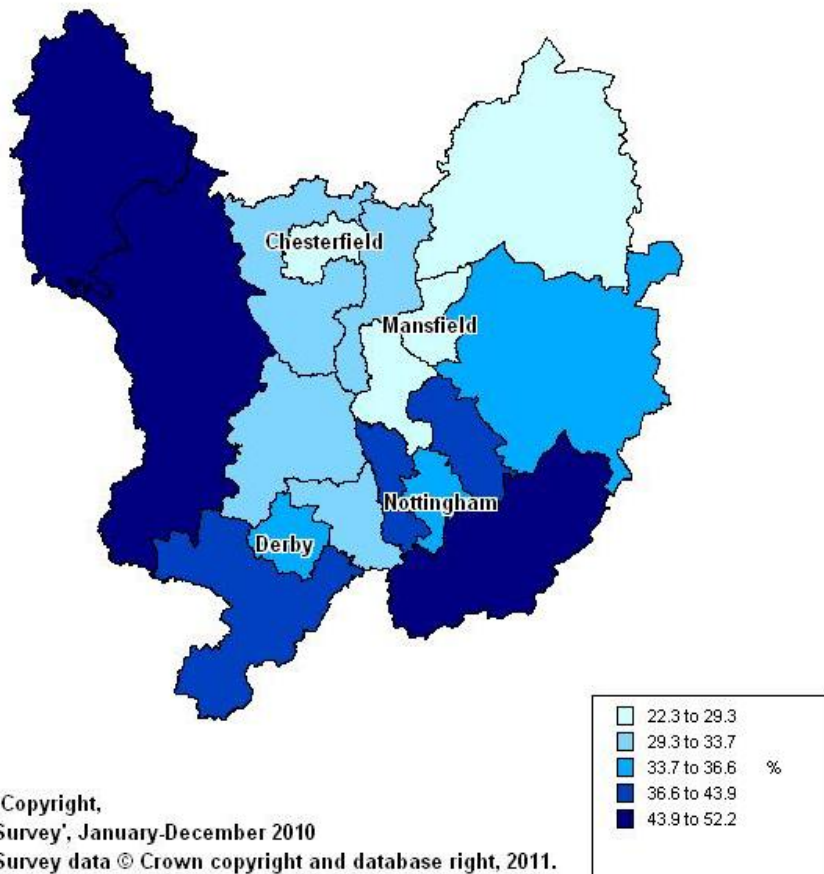 Chesterfield
Mansfield
Nottingham
Derby
22.3 to 29.3
29.3 to 33.7
33.7 to 36.6 %
36.6 to 43.9
43.9 to 52.2
Copyright,
Survey', January-December 2010
Survey data © Crown copyright and database right, 2011.